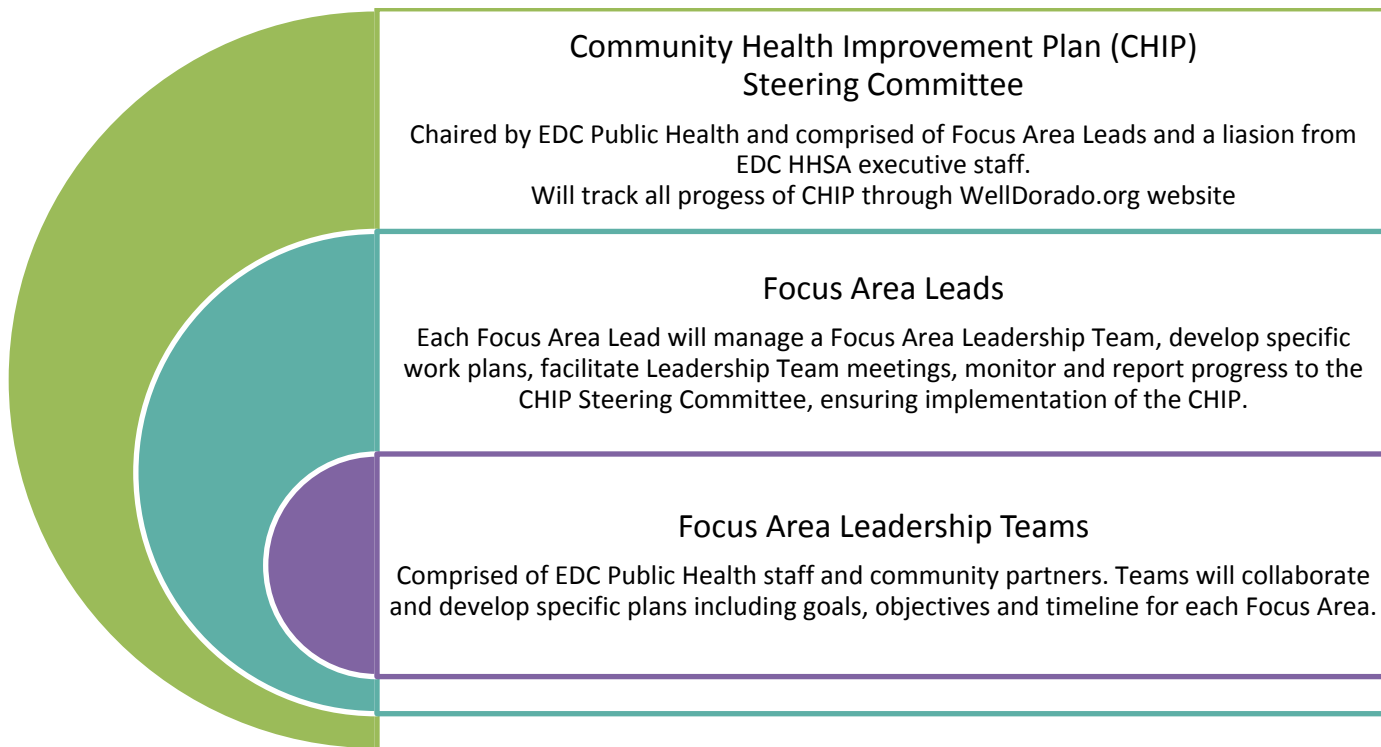 Community Health Improvement Plan (CHIP)
Steering Committee
Chaired by EDC Public Health and comprised of Focus Area Leads and a liasion from
EDC HHSA executive staff.
Will track all progess of CHIP through WellDorado.org website
Focus Area Leads
Each Focus Area Lead will manage a Focus Area Leadership Team, develop specific
work plans, facilitate Leadership Team meetings, monitor and report progress to the
CHIP Steering Committee, ensuring implementation of the CHIP.
Focus Area Leadership Teams
Comprised of EDC Public Health staff and community partners. Teams will collaborate
and develop specific plans including goals, objectives and timeline for each Focus Area.